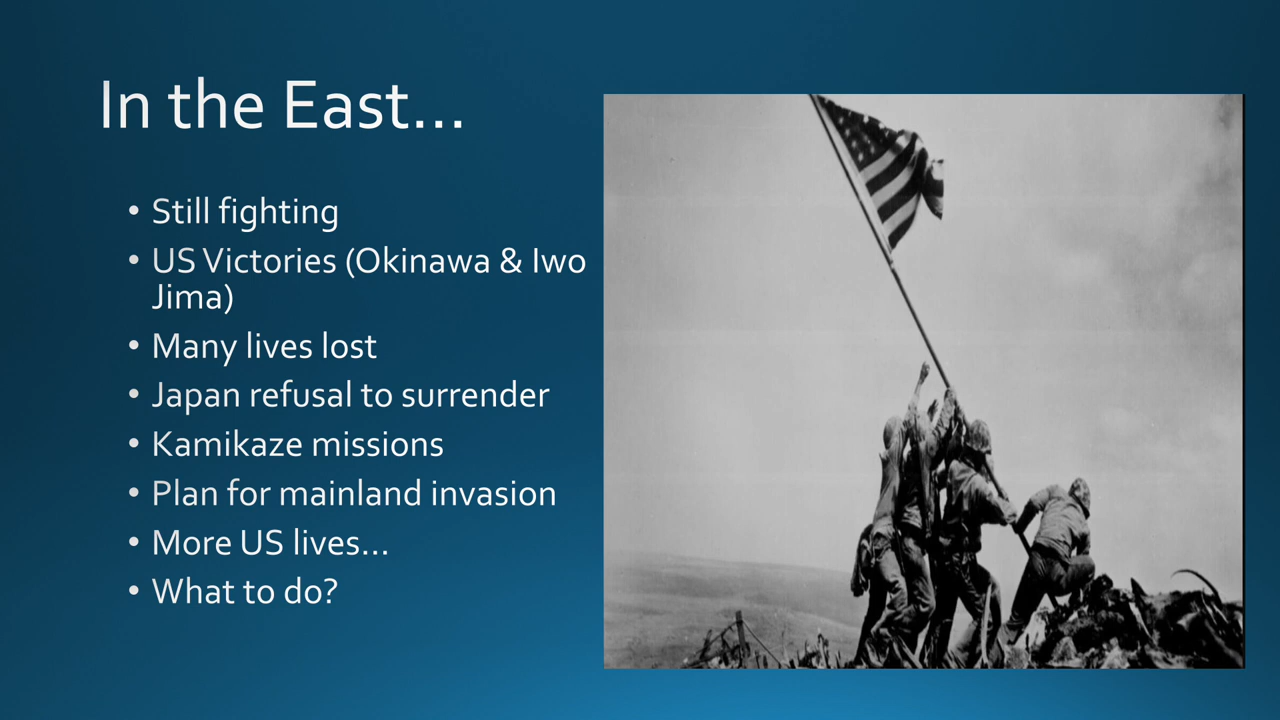 In the East…
• Still fighting
• US Victories (Okinawa & Iwo
Jima)
• Many lives lost
• Japan refusal to surrender
• Kamikaze missions
• Plan for mainland invasion
• More US lives…
• What to do?